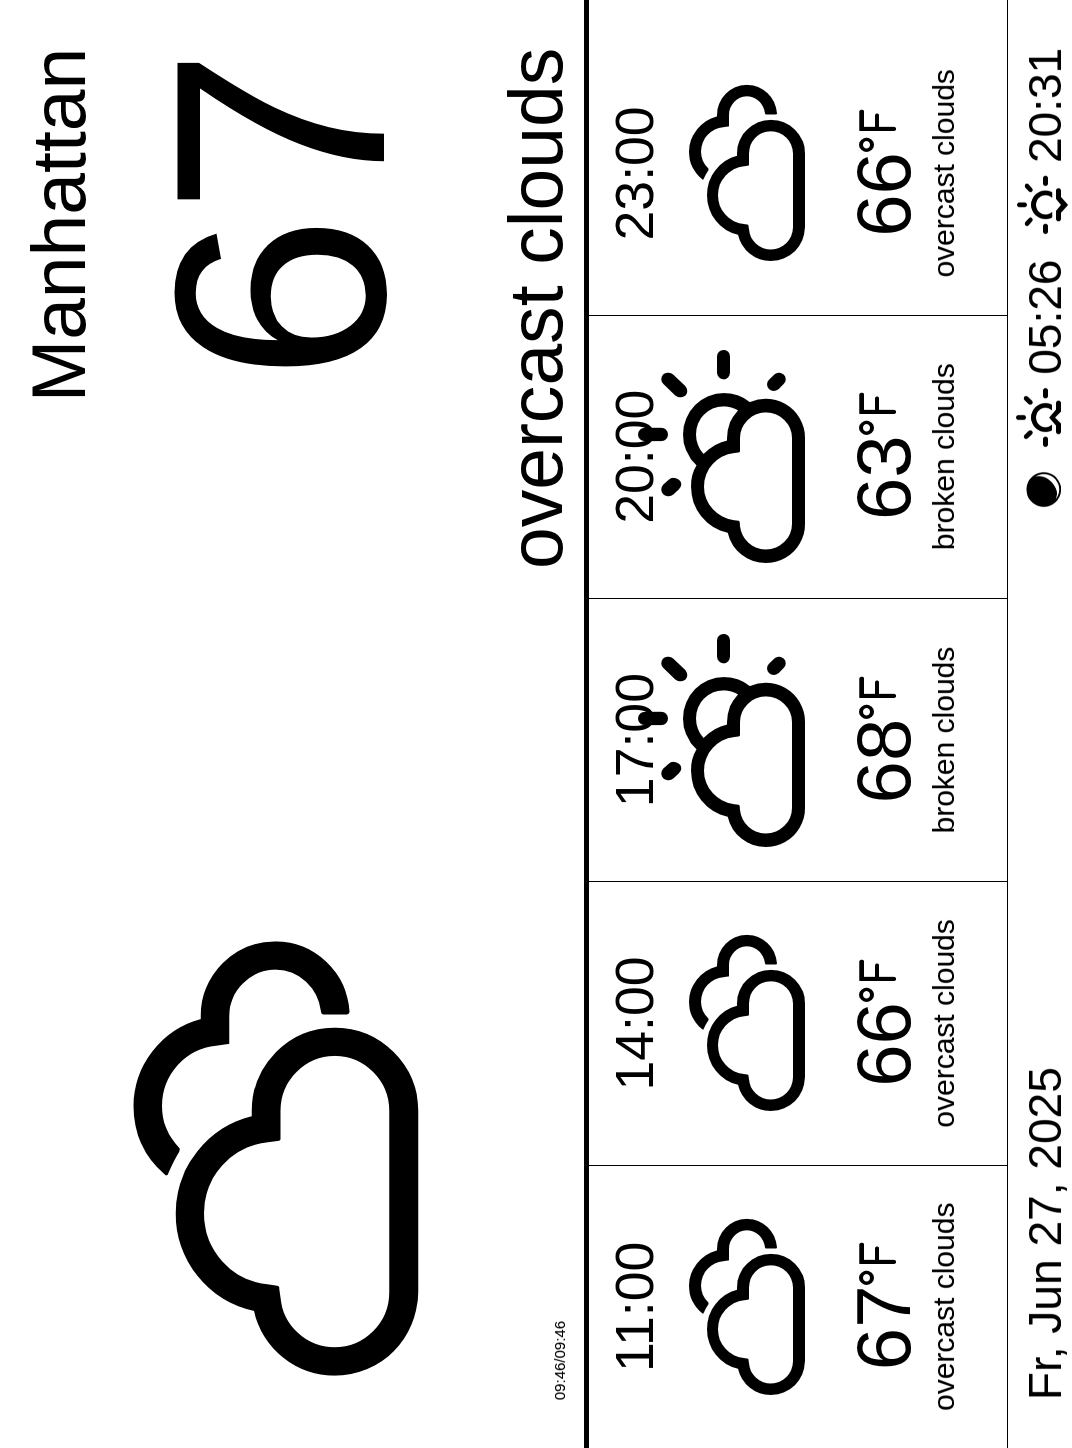 Manhattan
67
overcast clouds
09:46/09:46
11:00
67°F
overcast clouds
14:00
66°F
overcast clouds
17:00
68°F
broken clouds
20:00
63°F
broken clouds
23:00
66°F
overcast clouds
Fr, Jun 27, 2025
05:26
20:31